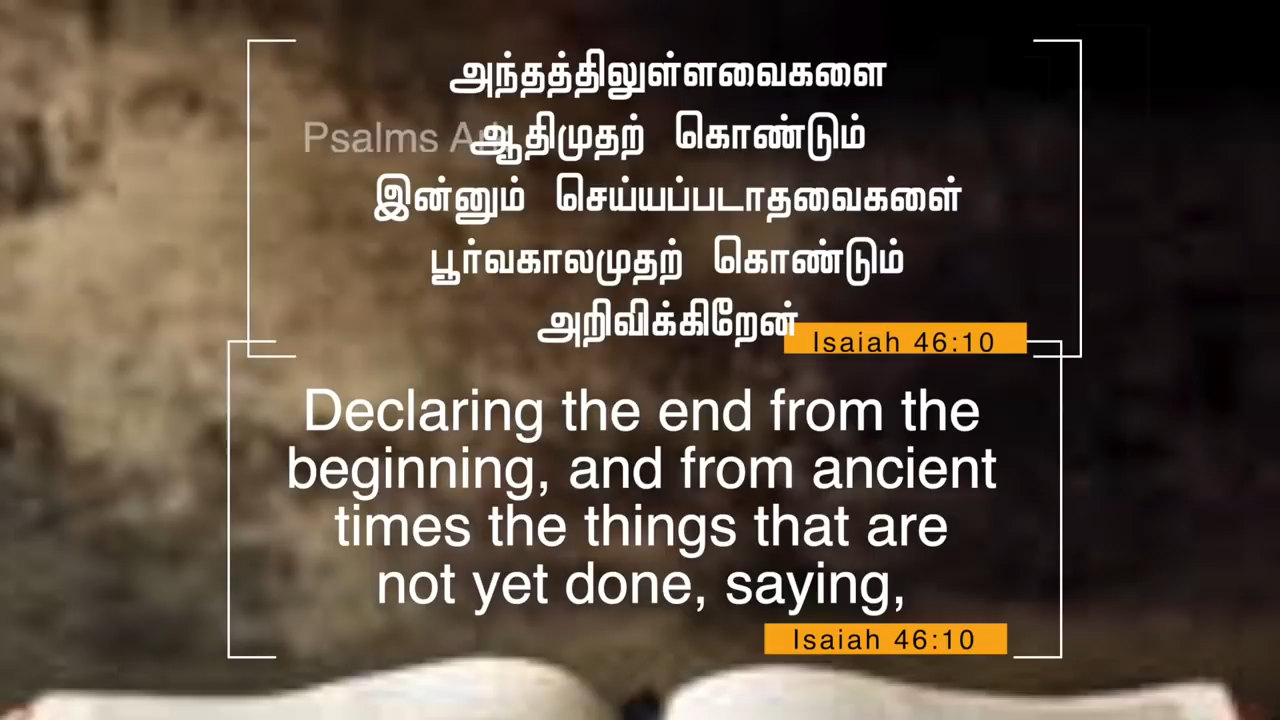 அந்தத்திலுள்ளவைகளை
Psalms
ஆதிமுதற் கொண்டும்
இன்னும் செய்யப்படாதவைகளை
பூர்வகாலமுதற் கொண்டும்
அறிவிக்கிறேன்
Isaiah 46:10
Declaring the end from the
beginning, and from ancient
times the things that are
not yet done, saying,
Isaiah 46:10